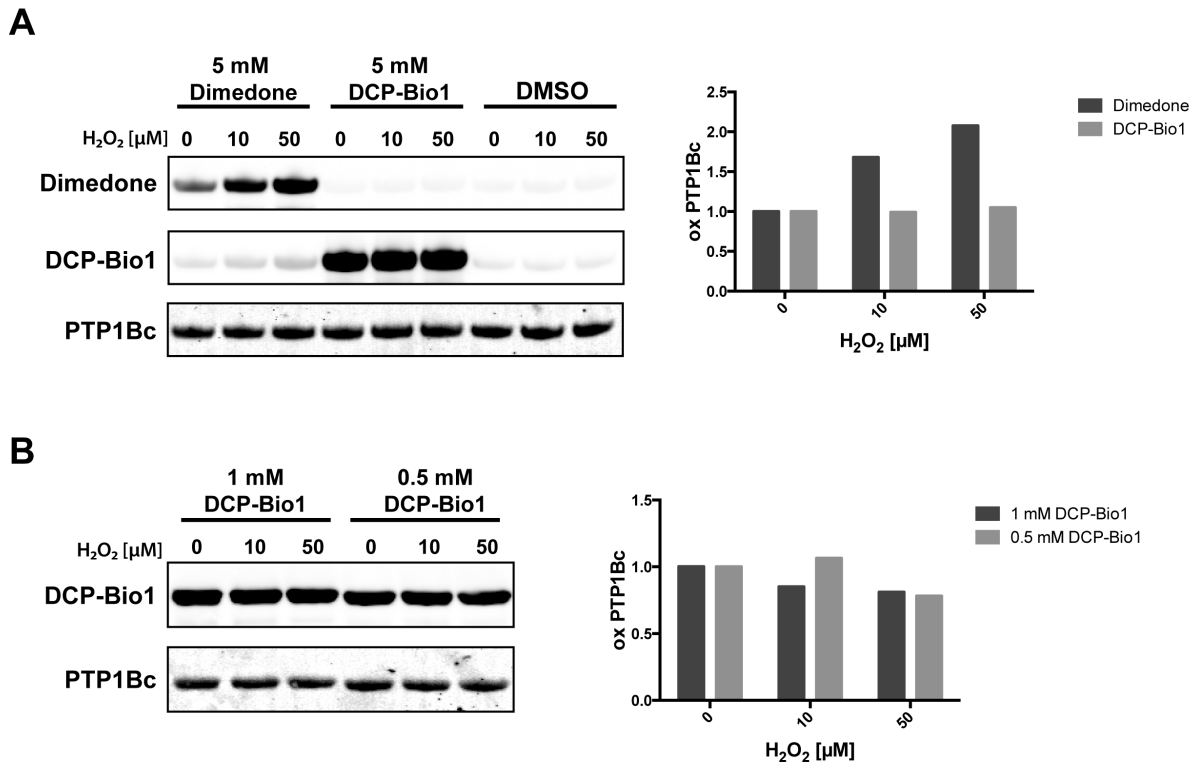 A
5 mM Dimedone
5 mM DCP-Bio1
DMSO
H₂O₂ [µM] 0 10 50 0 10 50 0 10 50
Dimedone
DCP-Bio1
PTP1Bc
ox PTP1Bc
2.5
2.0
1.5
1.0
0.5
0.0
0 10 50
H₂O₂ [µM]
Dimedone
DCP-Bio1
B
1 mM DCP-Bio1
0.5 mM DCP-Bio1
H₂O₂ [µM] 0 10 50 0 10 50
DCP-Bio1
PTP1Bc
ox PTP1Bc
1.5
1.0
0.5
0.0
0 10 50
H₂O₂ [µM]
1 mM DCP-Bio1
0.5 mM DCP-Bio1